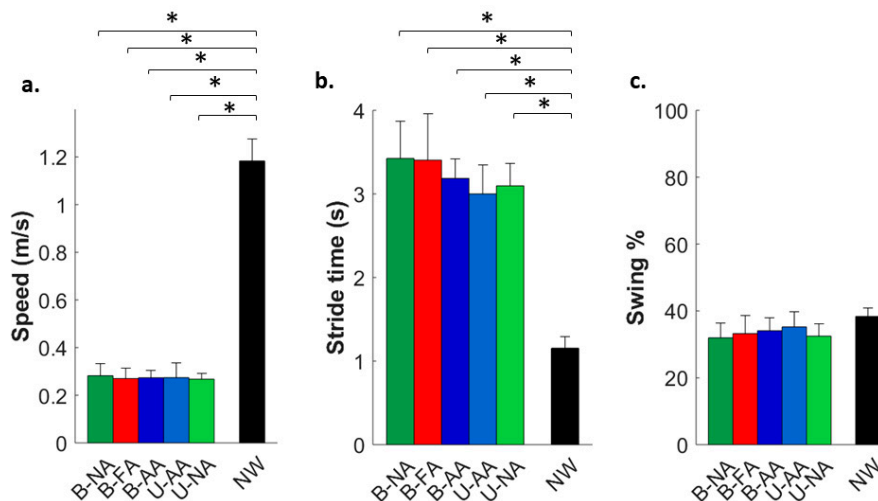 a.
*
*
*
*
*
Speed (m/s)
1.2
1
0.8
0.6
0.4
0.2
0
B-NA
B-FA
B-AA
U-AA
U-NA
NW
b.
*
*
*
*
*
Stride time (s)
4
3
2
1
0
B-NA
B-FA
B-AA
U-AA
U-NA
NW
c.
Swing %
100
80
60
40
20
0
B-NA
B-FA
B-AA
U-AA
U-NA
NW